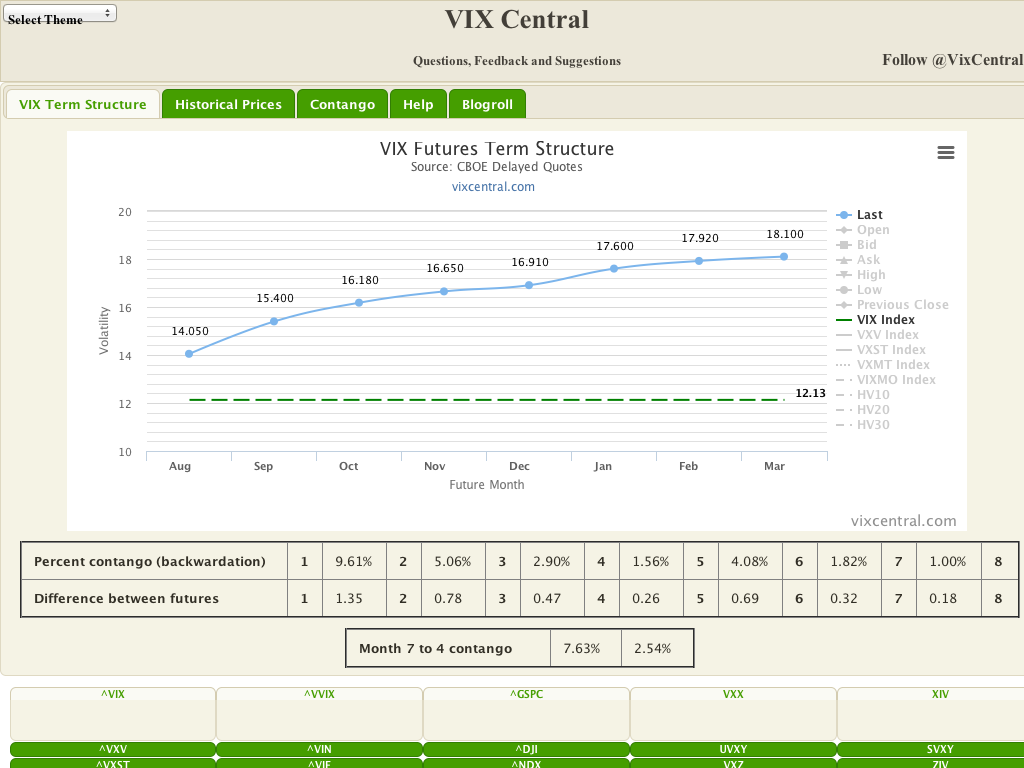 Select Theme
VIX Central
Questions, Feedback and Suggestions
Follow @VixCentral
VIX Term Structure
Historical Prices
Contango
Help
Blogroll
VIX Futures Term Structure
Source: CBOE Delayed Quotes
vixcentral.com
Volatility
20
18
16
14
12
10
14.050
15.400
16.180
16.650
16.910
17.600
17.920
18.100
12.13
Aug Sep Oct Nov Dec Jan Feb Mar
Future Month
Last
Open
Bid
Ask
High
Low
Previous Close
VIX Index
VXV Index
VXST Index
VXMT Index
VIXMO Index
HV10
HV20
HV30
vixcentral.com
Percent contango (backwardation) 1 9.61% 2 5.06% 3 2.90% 4 1.56% 5 4.08% 6 1.82% 7 1.00% 8
Difference between futures 1 1.35 2 0.78 3 0.47 4 0.26 5 0.69 6 0.32 7 0.18 8
Month 7 to 4 contango 7.63% 2.54%
^VIX ^VVIX ^GSPC VXX XIV
^VXV ^VIN ^DJI UVXY SVXY
^VXST ^VIF ^NDX VXZ ZIV